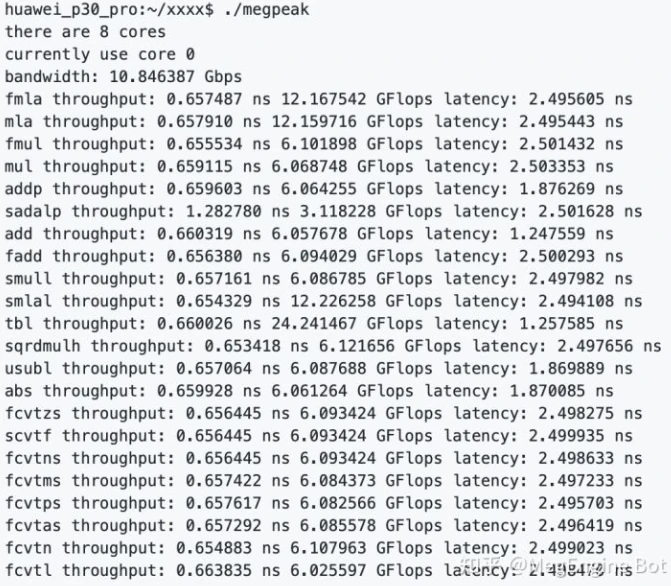 huawei_p30_pro:~/xxxx$ ./megpeak
there are 8 cores
currently use core 0
bandwidth: 10.846387 Gbps
fmla throughput: 0.657487 ns 12.167542 GFlops latency: 2.495605 ns
mla throughput: 0.657910 ns 12.159716 GFlops latency: 2.495443 ns
fmul throughput: 0.655534 ns 6.101898 GFlops latency: 2.501432 ns
mul throughput: 0.659115 ns 6.068748 GFlops latency: 2.503353 ns
addp throughput: 0.659603 ns 6.064255 GFlops latency: 1.876269 ns
sadalp throughput: 1.282780 ns 3.118228 GFlops latency: 2.501628 ns
add throughput: 0.660319 ns 6.057678 GFlops latency: 1.247559 ns
fadd throughput: 0.656380 ns 6.094029 GFlops latency: 2.500293 ns
smull throughput: 0.657161 ns 6.086785 GFlops latency: 2.497982 ns
smlal throughput: 0.654329 ns 12.226258 GFlops latency: 2.494108 ns
tbl throughput: 0.660026 ns 24.241467 GFlops latency: 1.257585 ns
sqrdmulh throughput: 0.653418 ns 6.121656 GFlops latency: 2.497656 ns
usubl throughput: 0.657064 ns 6.087688 GFlops latency: 1.869889 ns
abs throughput: 0.659928 ns 6.061264 GFlops latency: 1.870085 ns
fcvtzs throughput: 0.656445 ns 6.093424 GFlops latency: 2.498275 ns
scvtf throughput: 0.656445 ns 6.093424 GFlops latency: 2.499935 ns
fcvtns throughput: 0.656445 ns 6.093424 GFlops latency: 2.498633 ns
fcvtms throughput: 0.657422 ns 6.084373 GFlops latency: 2.497233 ns
fcvtps throughput: 0.657617 ns 6.082566 GFlops latency: 2.495703 ns
fcvtas throughput: 0.657292 ns 6.085578 GFlops latency: 2.496419 ns
fcvtn throughput: 0.654883 ns 6.107963 GFlops latency: 2.499023 ns
fcvtl throughput: 0.663835 ns 6.025597 GFlops latency: ns
知乎 @MegEngine Bot